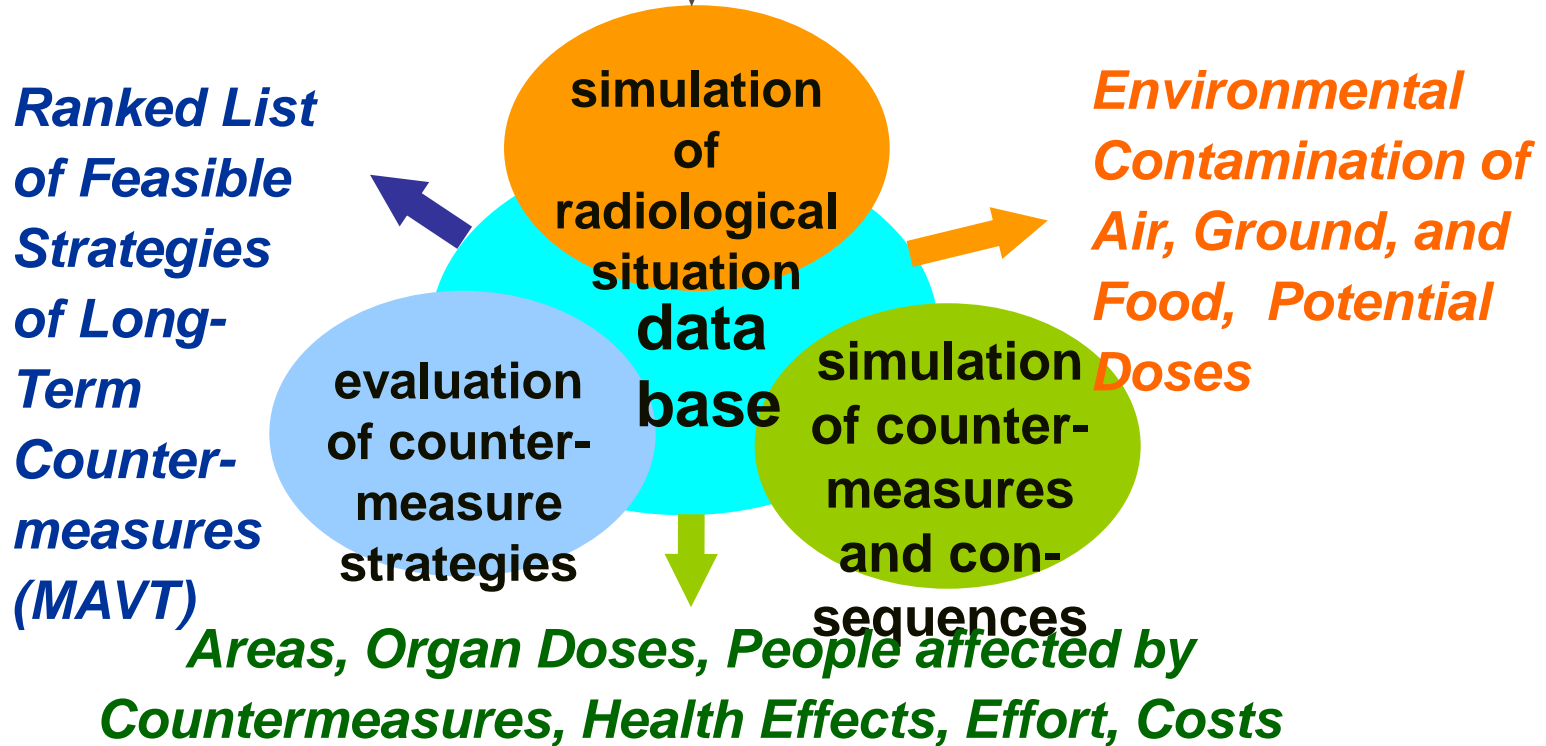 Ranked List
of Feasible
Strategies
of Long-
Term
Counter-
measures
(MAVT)
simulation
of
radiological
situation
Environmental
Contamination of
Air, Ground, and
Food, Potential
Doses
data
base
evaluation
of counter-
measure
strategies
simulation
of counter-
measures
and con-
sequences
Areas, Organ Doses, People affected by
Countermeasures, Health Effects, Effort, Costs